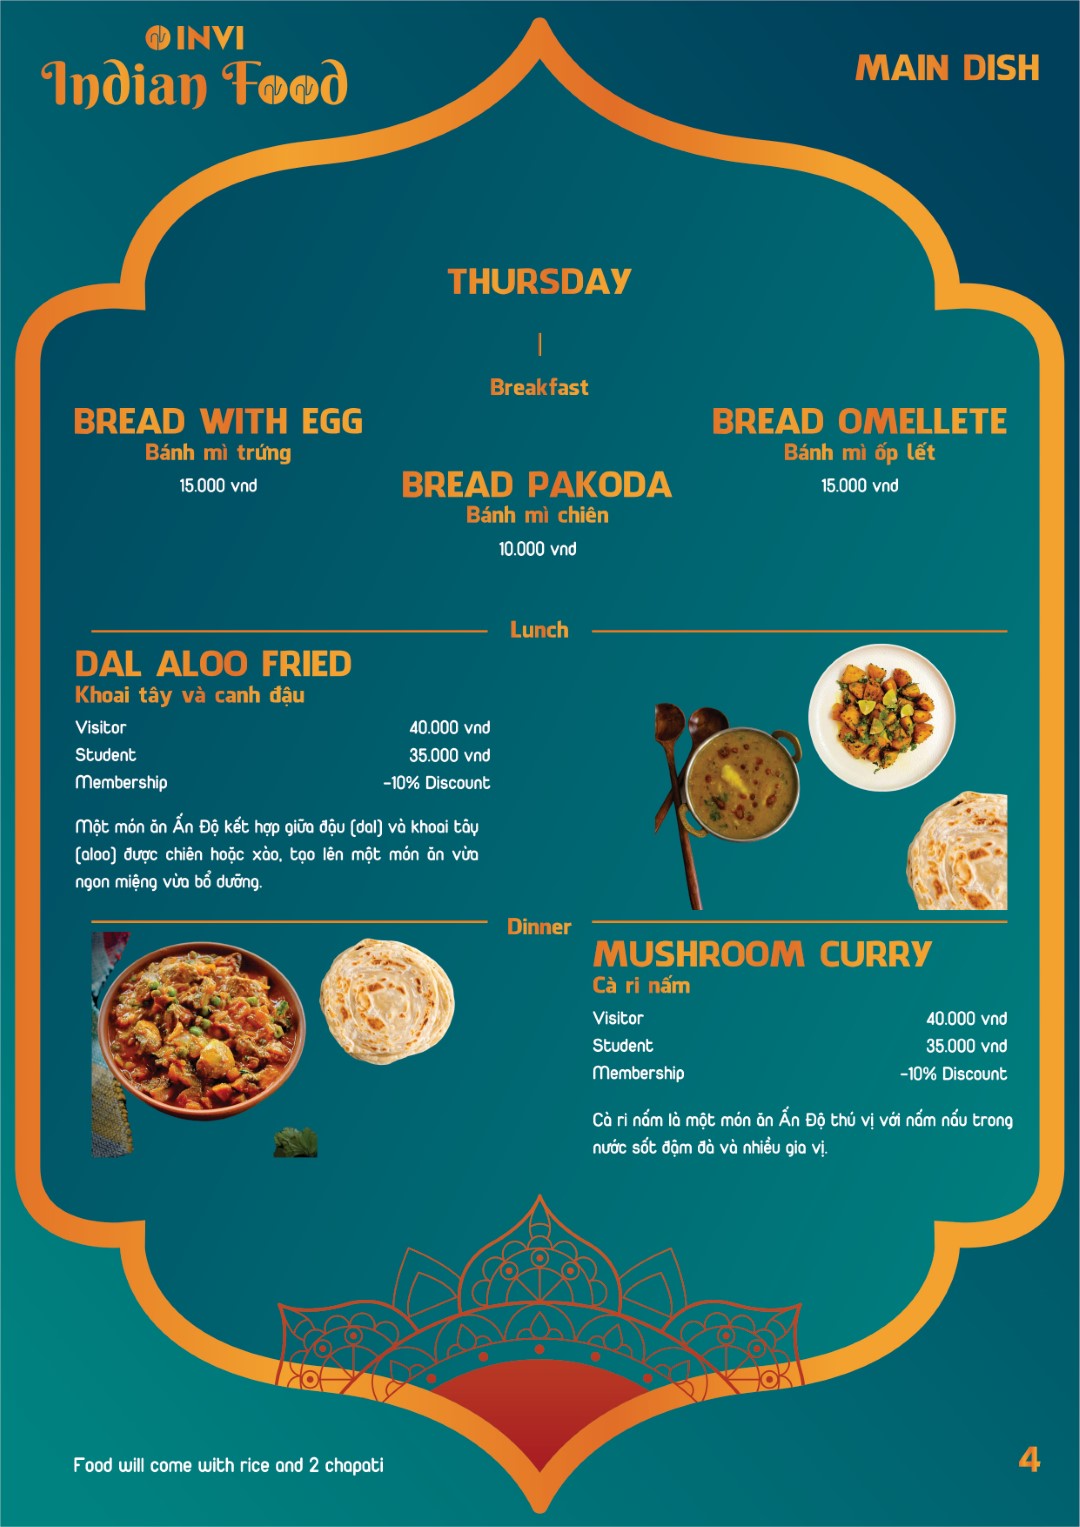 INVI
Indian Food
MAIN DISH
THURSDAY
Breakfast
BREAD WITH EGG
Bánh mì trứng
15.000 vnd
BREAD PAKODA
Bánh mì chiên
10.000 vnd
BREAD OMELLETE
Bánh mì ốp lết
15.000 vnd
Lunch
DAL ALOO FRIED
Khoai tây và canh đậu
Visitor 40.000 vnd
Student 35.000 vnd
Membership -10% Discount
Một món ăn Ấn Độ kết hợp giữa đậu (dal) và khoai tây
(aloo) được chiên hoặc xào, tạo lên một món ăn vừa
ngon miệng vừa bổ dưỡng.
Dinner
MUSHROOM CURRY
Cà ri nấm
Visitor 40.000 vnd
Student 35.000 vnd
Membership -10% Discount
Cà ri nấm là một món ăn Ấn Độ thú vị với nấm nấu trong
nước sốt đậm đà và nhiều gia vị.
Food will come with rice and 2 chapati
4